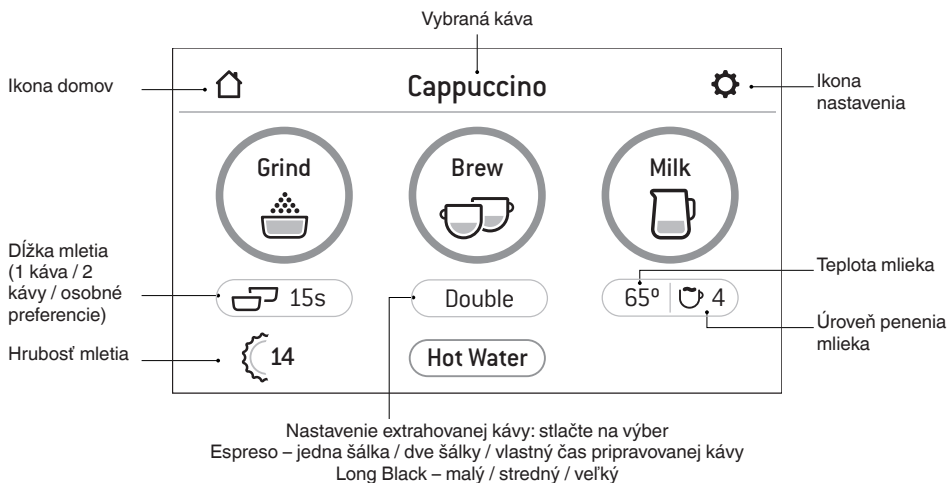 Vybraná káva
Ikona domov
Cappuccino
Ikona
nastavenia
Grind
Brew
Milk
Dĺžka mletia
(1 káva / 2
kávy / osobné
preferencie)
15s
Double
65º
4
Teplota mlieka
Úroveň penenia
mlieka
Hrubosť mletia
14
Hot Water
Nastavenie extrahovanej kávy: stlačte na výber
Espreso – jedna šálka / dve šálky / vlastný čas pripravovanej kávy
Long Black – malý / stredný / veľký